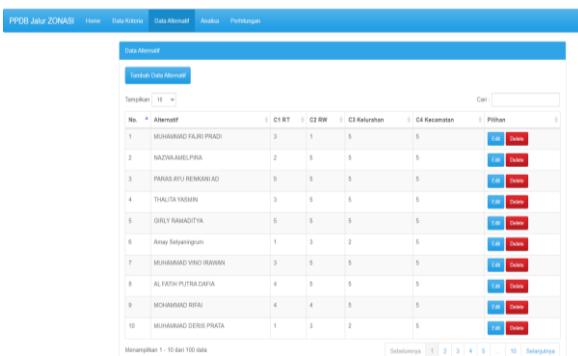 PPDB Jalur ZONASI Home Data Kriteria Data Alternatif Analisa Perhitungan
Data Alternatif
Tambah Data Alternatif
Tampilkan 10 Cari :
No. Alternatif C1 RT C2 RW C3 Kelurahan C4 Kecamatan Pilihan
1 MUHAMMAD FAJRI PRADI 3 1 5 5 Edit Delete
2 NAZWA AMELPIRA 2 5 5 5 Edit Delete
3 PARAS AYU RENKANI AD 5 5 5 5 Edit Delete
4 THALITA YASMIN 3 5 5 5 Edit Delete
5 GIRLY RAMADITYA 5 5 5 5 Edit Delete
6 Amay Setyaningrum 1 3 2 5 Edit Delete
7 MUHAMMAD VINO IRAWAN 3 5 5 5 Edit Delete
8 AL FATIH PUTRA DAFIA 4 5 5 5 Edit Delete
9 MOHAMMAD RIFAI 4 4 5 5 Edit Delete
10 MUHAMMAD DERIS PRATA 1 3 2 5 Edit Delete
Menampilkan 1 - 10 dari 100 data Sebelumnya 1 2 3 4 5 ... 10 Selanjutnya